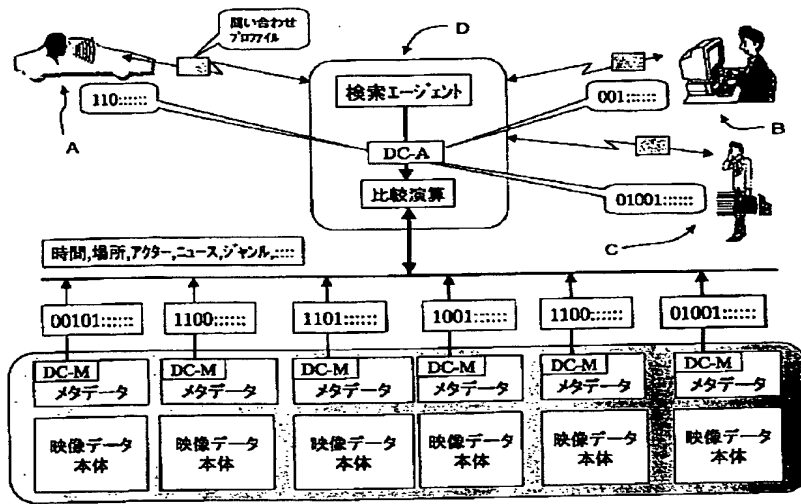 問い合わせ
プロファイル
D
検索エージェント
110::::::
001::::::
A
B
DC-A
比較演算
01001::::::
C
時間,場所,アクター,ニュース,ジャンル,::::
00101::::::
1100::::::
1101::::::
1001::::::
1100::::::
01001::::::
DC-M
メタデータ
DC-M
メタデータ
DC-M
メタデータ
DC-M
メタデータ
DC-M
メタデータ
DC-M
メタデータ
映像データ
本体
映像データ
本体
映像データ
本体
映像データ
本体
映像データ
本体
映像データ
本体